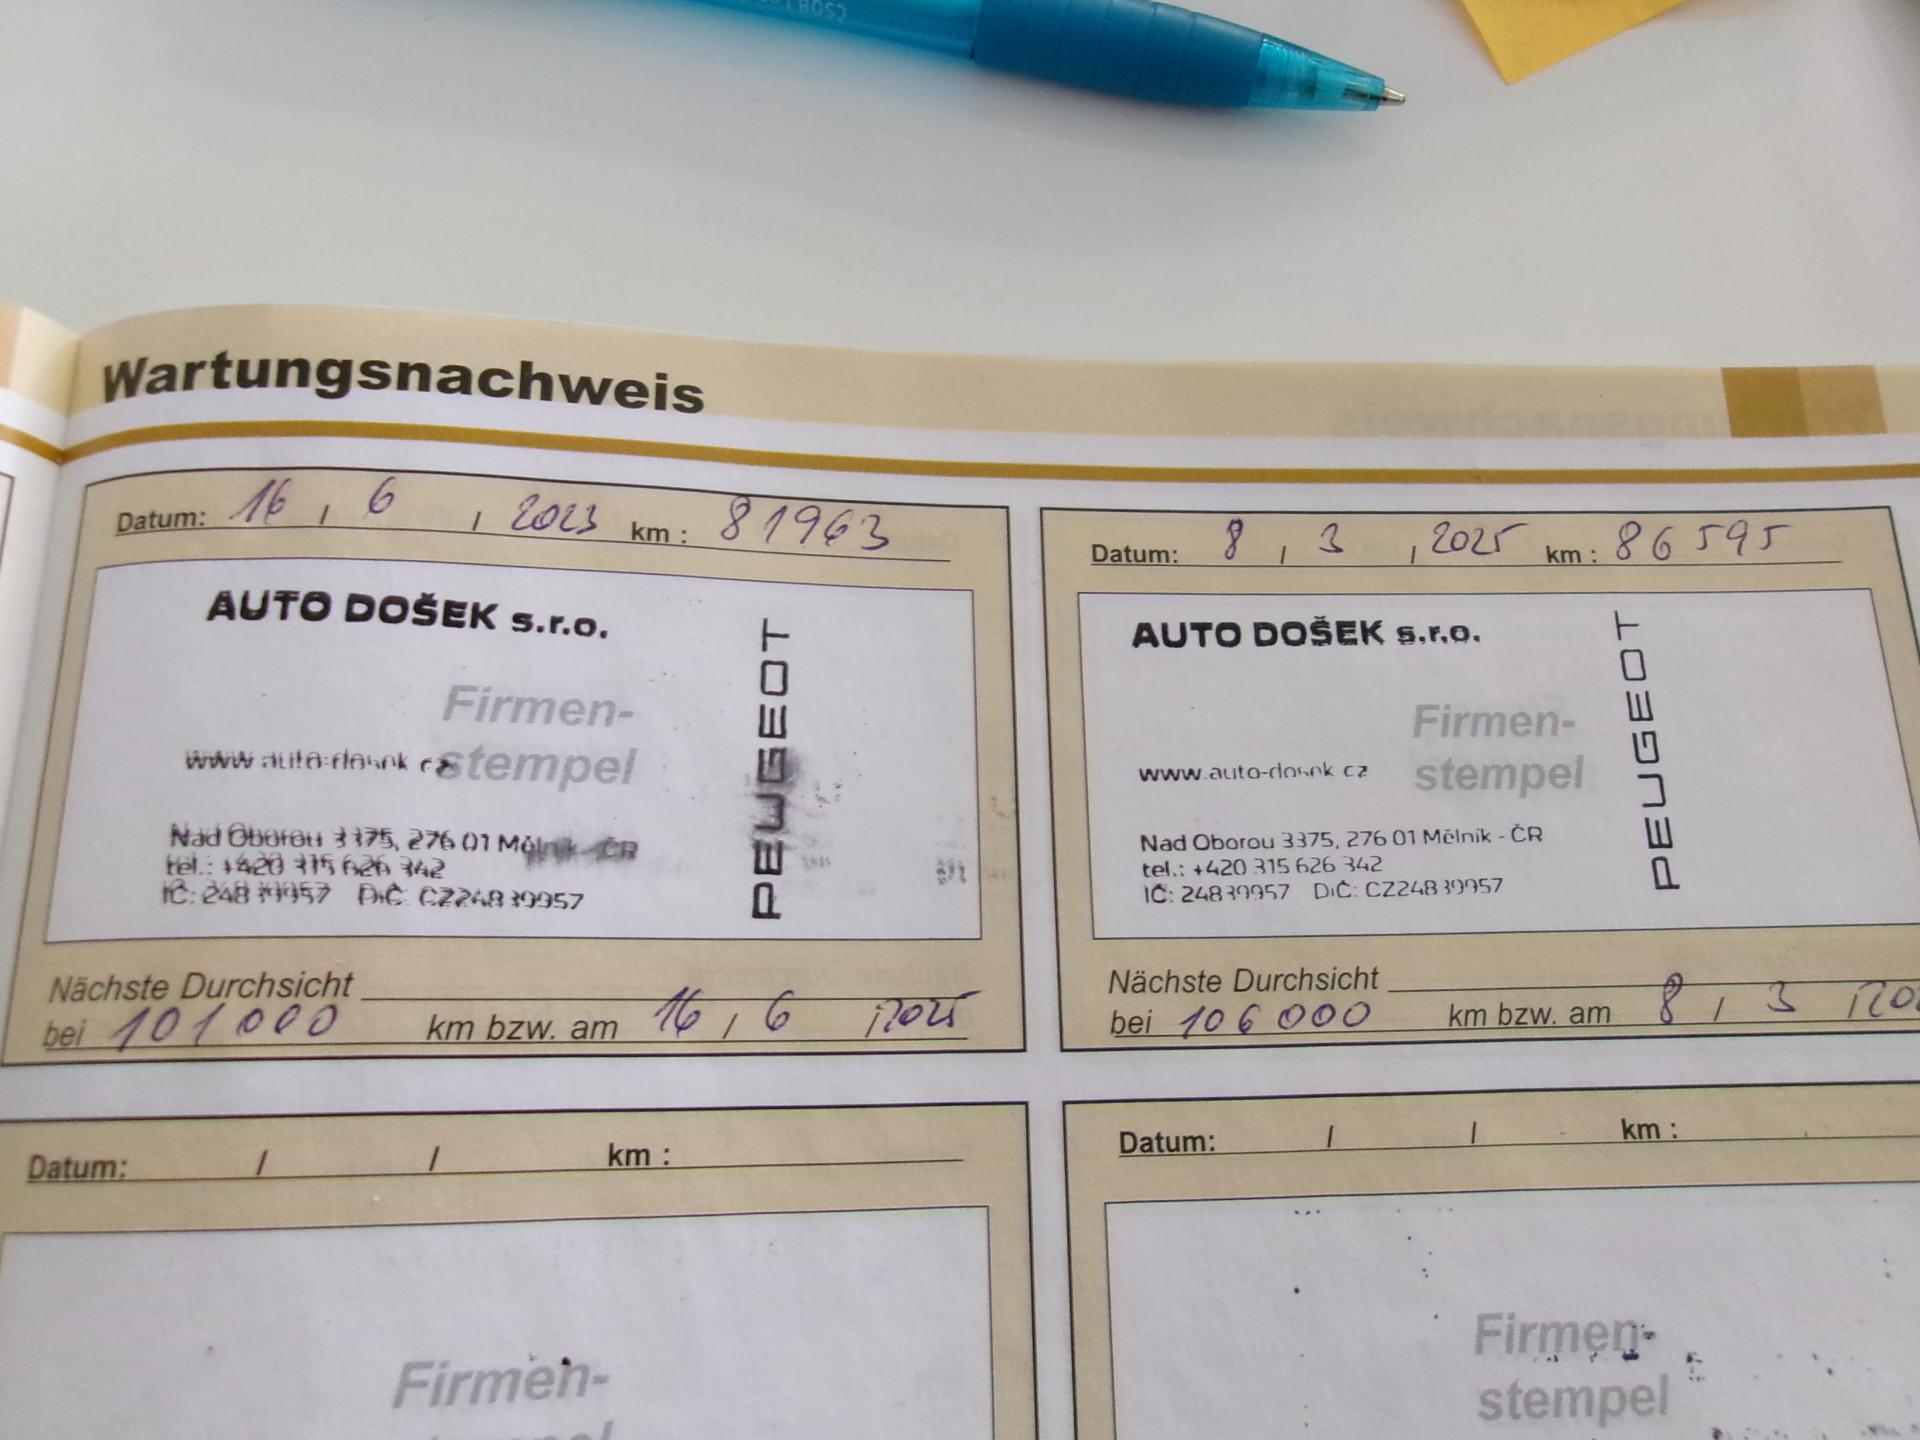 Wartungsnachweis
Datum: 16 / 6 / 2023 km : 81963
AUTO DOŠEK s.r.o.
PEUGEOT
Firmen-
stempel
www.auto-dosek cz
Nad Oborou 3375, 276 01 Mělník - ČR
tel.: +420 315 626 342
IČ: 24839957 DIČ: CZ24839957
Nächste Durchsicht
bei 101000 km bzw. am 16 / 6 / 2025
Datum: 8 / 3 / 2025 km : 86595
AUTO DOŠEK s.r.o.
PEUGEOT
Firmen-
stempel
www.auto-dosek cz
Nad Oborou 3375, 276 01 Mělník - ČR
tel.: +420 315 626 342
IČ: 24839957 DIČ: CZ24839957
Nächste Durchsicht
bei 106000 km bzw. am 8 / 3 / 20
Datum: / / km :
Firmen-
Datum: / / km :
Firmen-
stempel